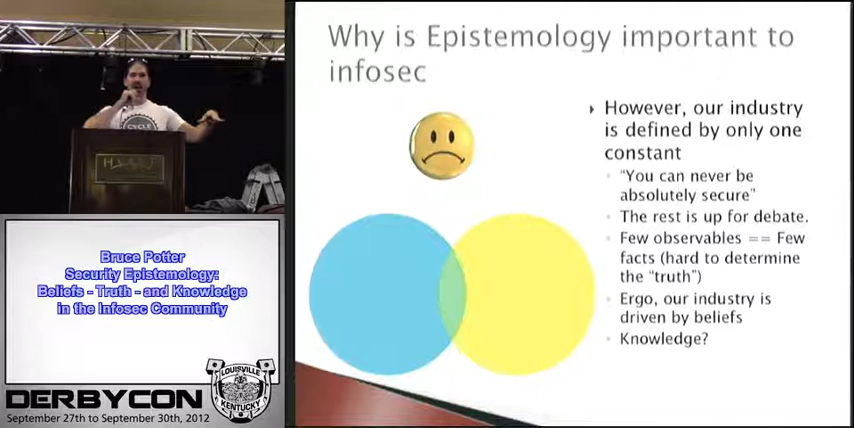 Why is Epistemology important to
infosec
However, our industry
is defined by only one
constant
"You can never be
absolutely secure"
The rest is up for debate.
Few observables == Few
facts (hard to determine
the "truth")
Ergo, our industry is
driven by beliefs
Knowledge?
CYCLE
Bruce Potter
Security Epistemology:
Beliefs - Truth - and Knowledge
in the Infosec Community
LOUISVILLE
KENTUCKY
DERBYCON
September 27th to September 30th, 2012